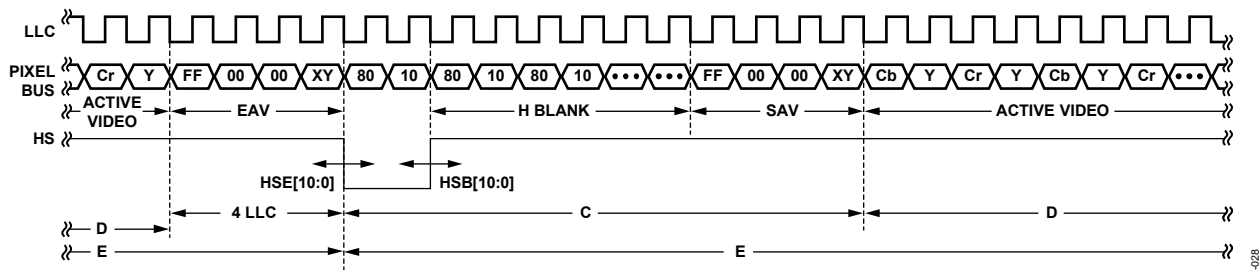 LLC
PIXEL BUS Cr Y FF 00 00 XY 80 10 80 10 80 10 ••• ••• FF 00 00 XY Cb Y Cr Y Cb Y Cr •••
ACTIVE VIDEO EAV H BLANK SAV ACTIVE VIDEO
HS
HSE[10:0] HSB[10:0]
4 LLC C D
D
E E
-028